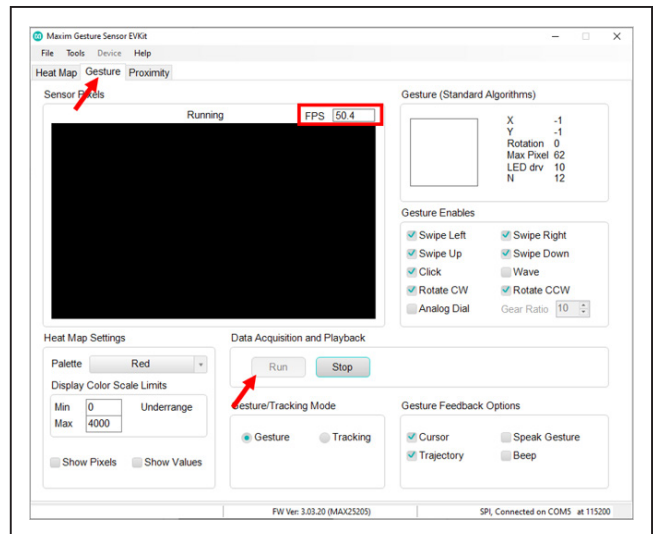 Maxim Gesture Sensor EVKit
File Tools Device Help
Heat Map Gesture Proximity
Sensor Pixels
Running FPS 50.4
Gesture (Standard Algorithms)
X -1
Y -1
Rotation 0
Max Pixel 62
LED drv 10
N 12
Gesture Enables
Swipe Left Swipe Right
Swipe Up Swipe Down
Click Wave
Rotate CW Rotate CCW
Analog Dial Gear Ratio 10
Heat Map Settings
Palette Red
Display Color Scale Limits
Min 0 Underrange
Max 4000
Show Pixels Show Values
Data Acquisition and Playback
Run Stop
Gesture/Tracking Mode
Gesture Tracking
Gesture Feedback Options
Cursor Speak Gesture
Trajectory Beep
FW Ver: 3.03.20 (MAX25205) SPI, Connected on COM5 at 115200